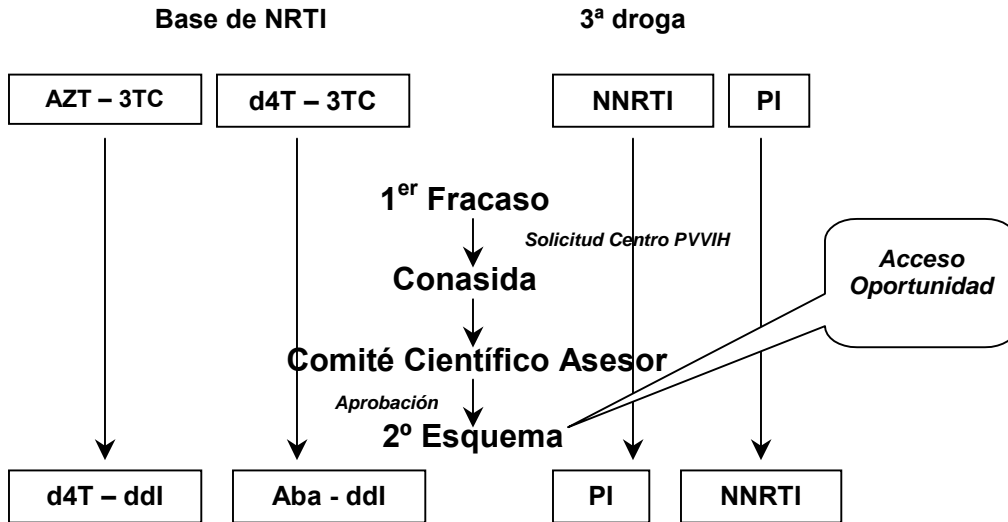 Base de NRTI
3ª droga
AZT – 3TC
d4T – 3TC
NNRTI
PI
1er Fracaso
Solicitud Centro PVVIH
Conasida
Acceso
Oportunidad
Comité Científico Asesor
Aprobación
2º Esquema
d4T – ddI
Aba - ddI
PI
NNRTI